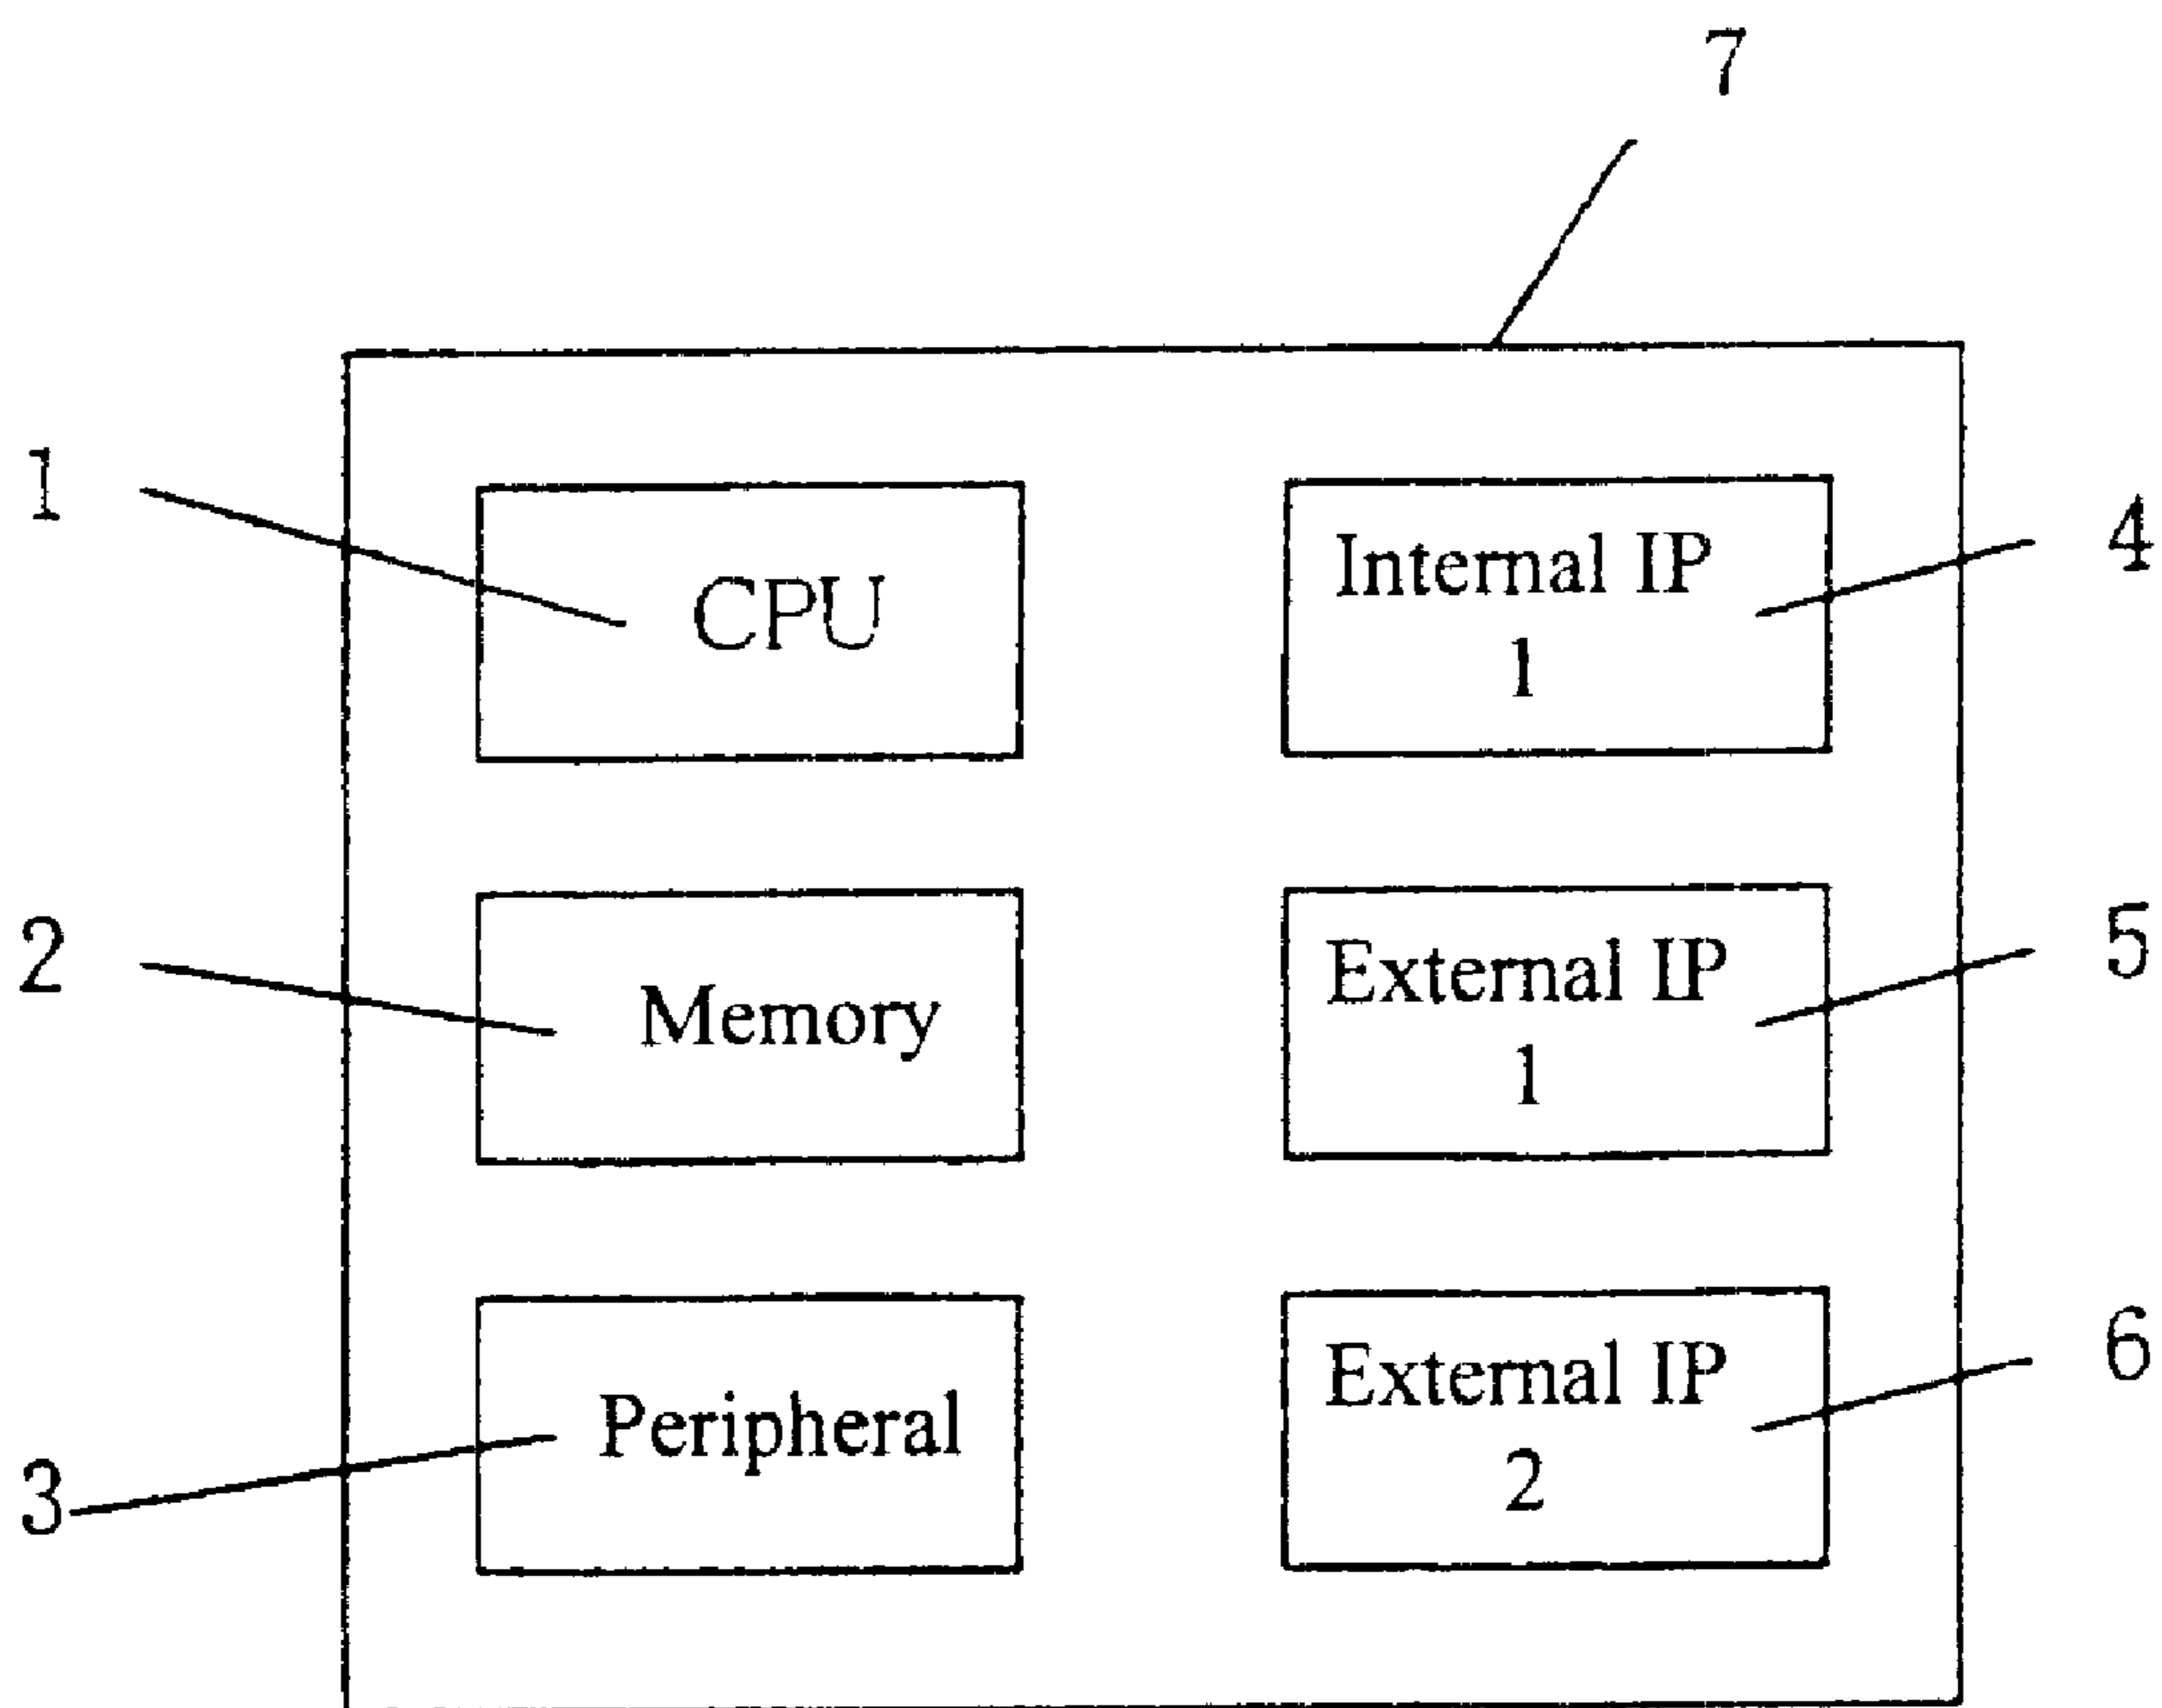 7
1
CPU
Internal IP
1
4
2
Memory
External IP
1
5
3
Peripheral
External IP
2
6